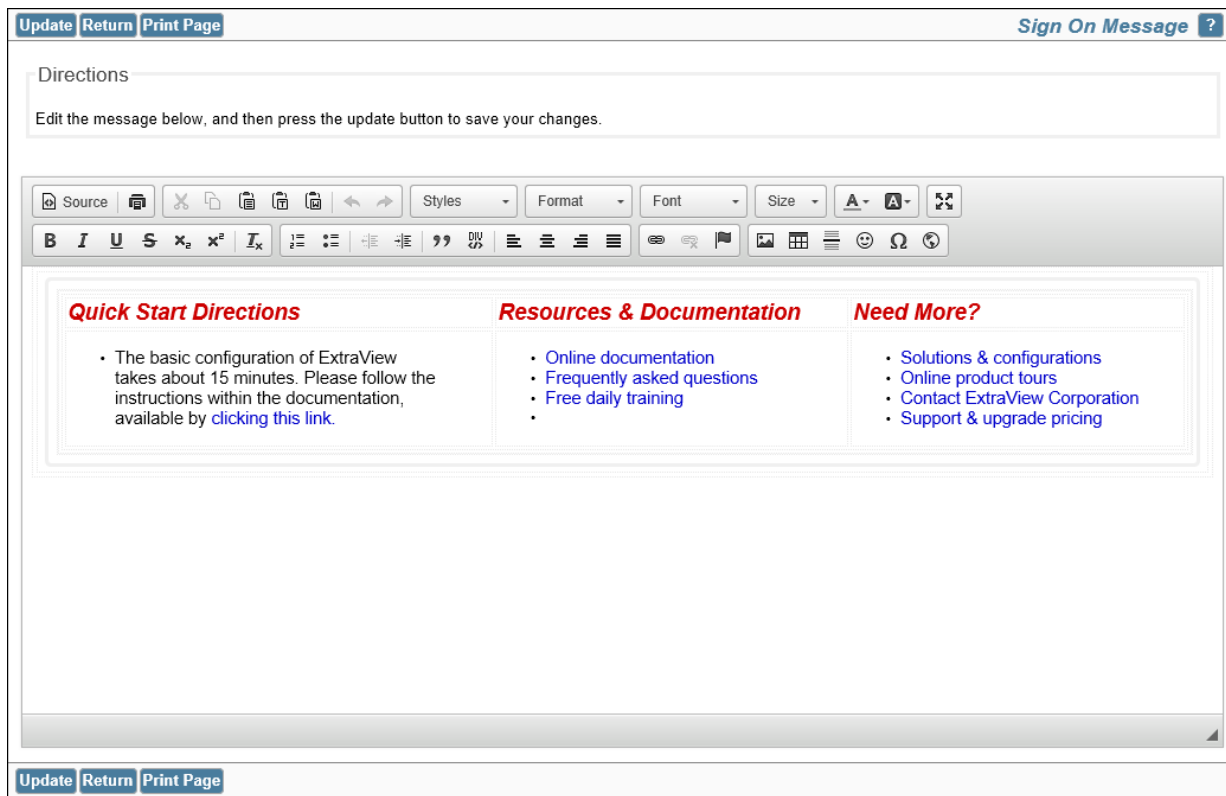 Update Return Print Page Sign On Message ?
Directions
Edit the message below, and then press the update button to save your changes.
Source Styles Format Font Size A A
B I U S x₂ x² Tx DIV Ω
Quick Start Directions
• The basic configuration of ExtraView
takes about 15 minutes. Please follow the
instructions within the documentation,
available by clicking this link.
Resources & Documentation
• Online documentation
• Frequently asked questions
• Free daily training
•
Need More?
• Solutions & configurations
• Online product tours
• Contact ExtraView Corporation
• Support & upgrade pricing
Update Return Print Page